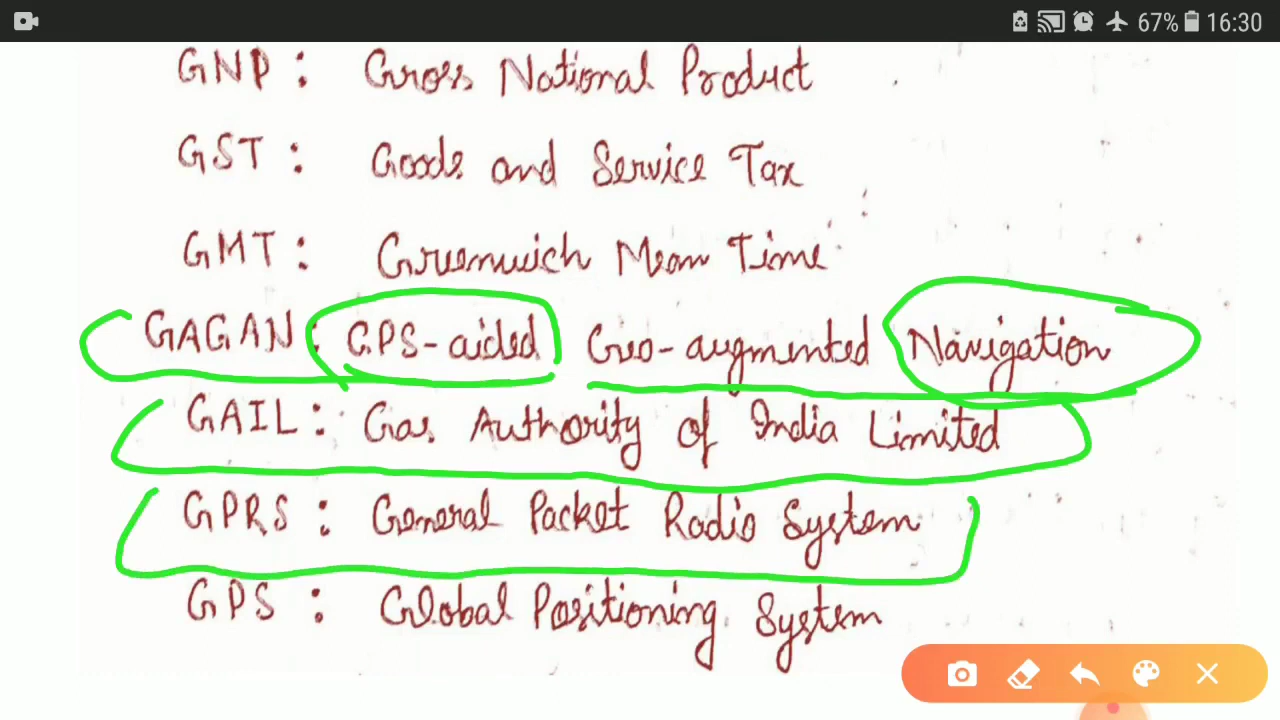 67% 16:30
GNP : Gross National Product
GST : Goods and Service Tax
GMT : Greenwich Mean Time
GAGAN : GPS-aided Geo-augmented Navigation
GAIL : Gas Authority of India Limited
GPRS : General Packet Radio System
GPS : Global Positioning System